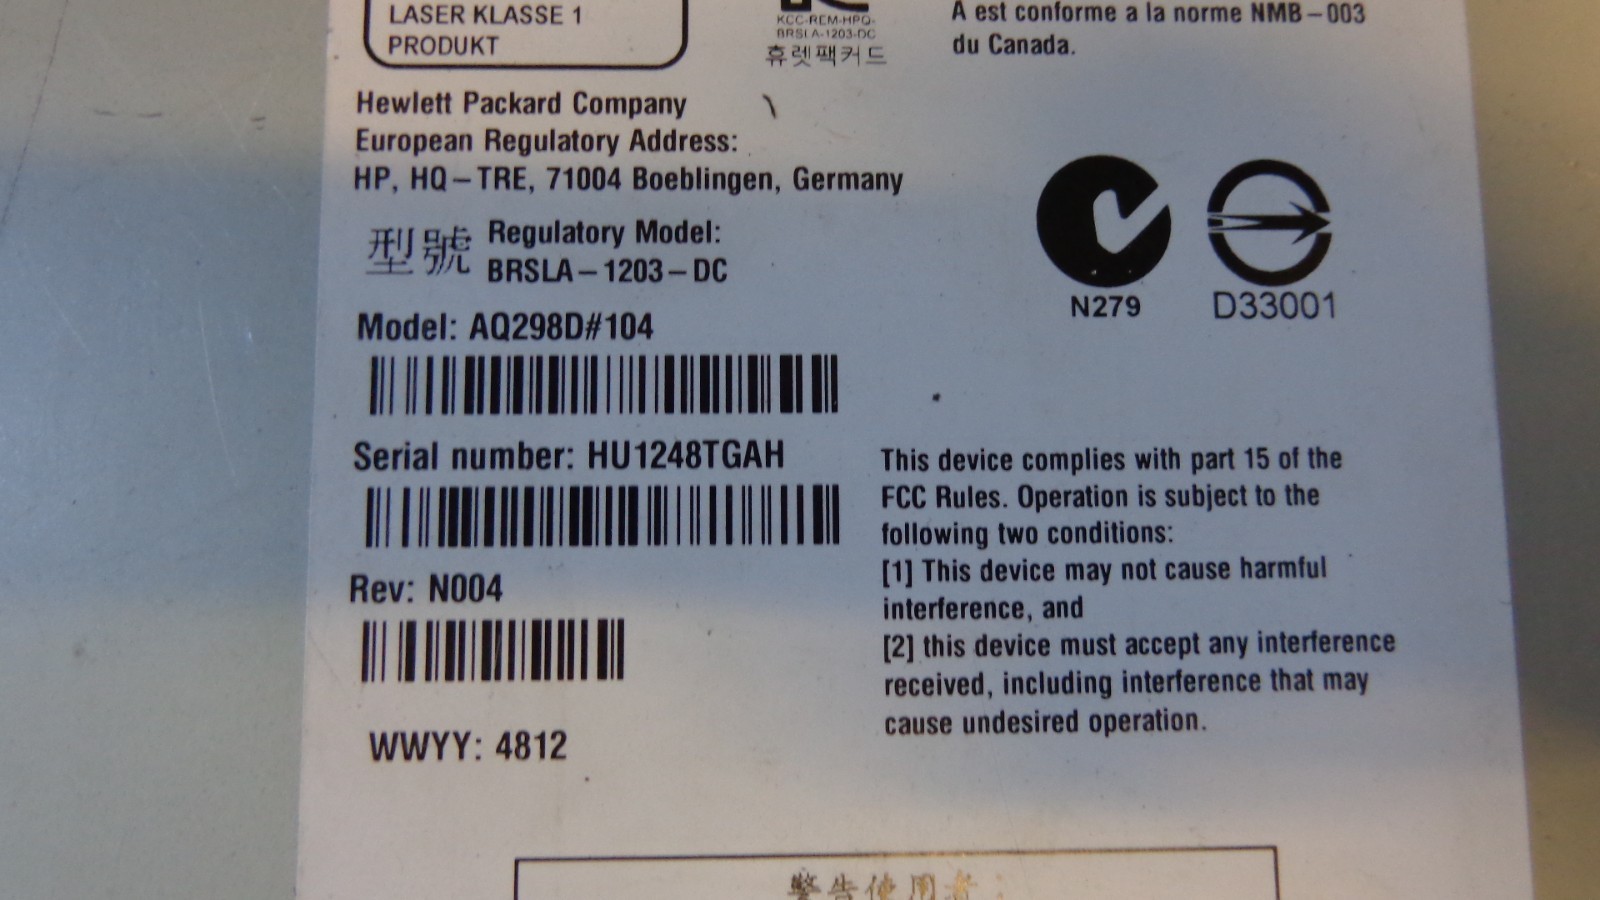 LASER KLASSE 1
PRODUKT
KCC-REM-HPQ-
BRSLA-1203-DC
휴렛팩커드
A est conforme a la norme NMB-003
du Canada.
Hewlett Packard Company
European Regulatory Address:
HP, HQ-TRE, 71004 Boeblingen, Germany
型號
Regulatory Model:
BRSLA-1203-DC
N279
D33001
Model: AQ298D#104
Serial number: HU1248TGAH
Rev: N004
WWYY: 4812
This device complies with part 15 of the
FCC Rules. Operation is subject to the
following two conditions:
[1] This device may not cause harmful
interference, and
[2] this device must accept any interference
received, including interference that may
cause undesired operation.
警告使用者: